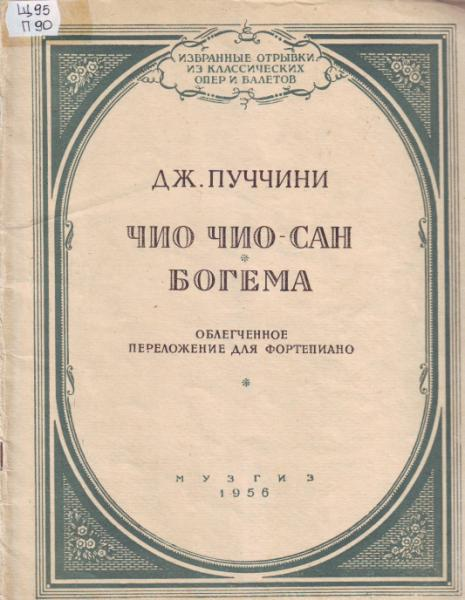 Щ95
П90
ИЗБРАННЫЕ ОТРЫВКИ
ИЗ КЛАССИЧЕСКИХ
ОПЕР И БАЛЕТОВ
ДЖ. ПУЧЧИНИ
ЧИО ЧИО-САН
*
БОГЕМА
ОБЛЕГЧЕННОЕ
ПЕРЕЛОЖЕНИЕ ДЛЯ ФОРТЕПИАНО
*
МУЗГИЗ
1956